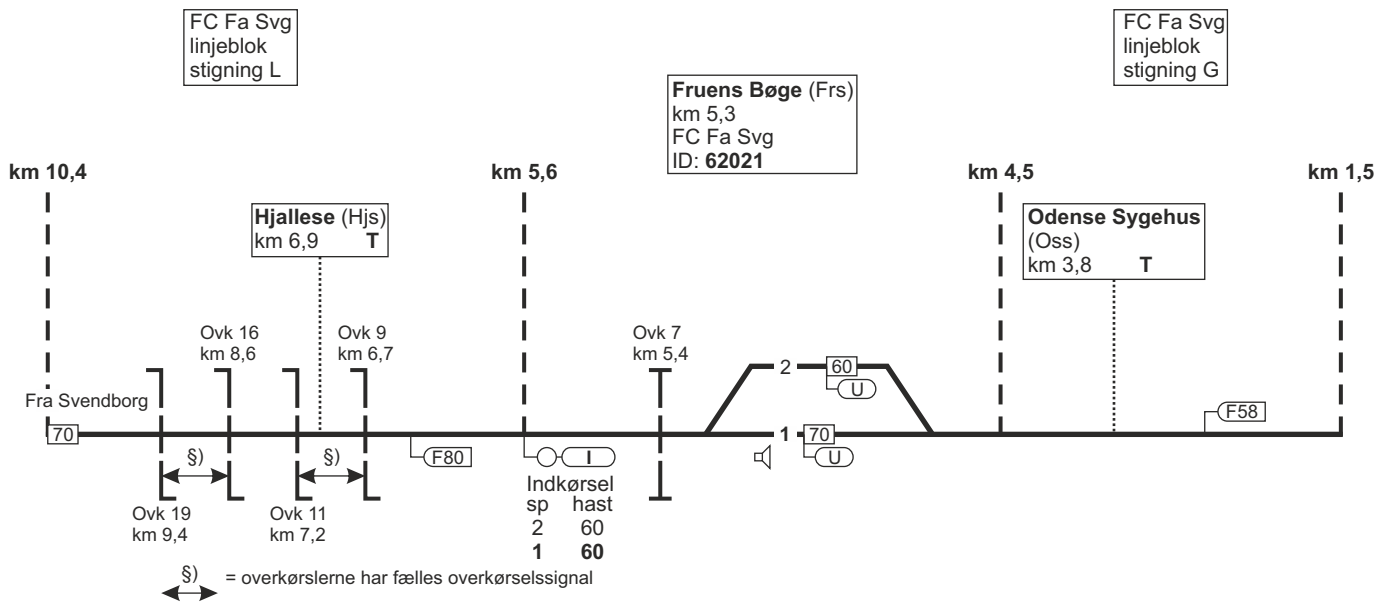 FC Fa Svg
linjeblok
stigning L
FC Fa Svg
linjeblok
stigning G
Fruens Bøge (Frs)
km 5,3
FC Fa Svg
ID: 62021
km 10,4
km 5,6
km 4,5
km 1,5
Hjallese (Hjs)
km 6,9 T
Odense Sygehus
(Oss)
km 3,8 T
Ovk 16
km 8,6
Ovk 9
km 6,7
Ovk 7
km 5,4
2
60
U
Fra Svendborg
70
F80
I
1
70
U
F58
§)
§)
Ovk 19
km 9,4
Ovk 11
km 7,2
Indkørsel
sp hast
2 60
1 60
§) = overkørslerne har fælles overkørselssignal